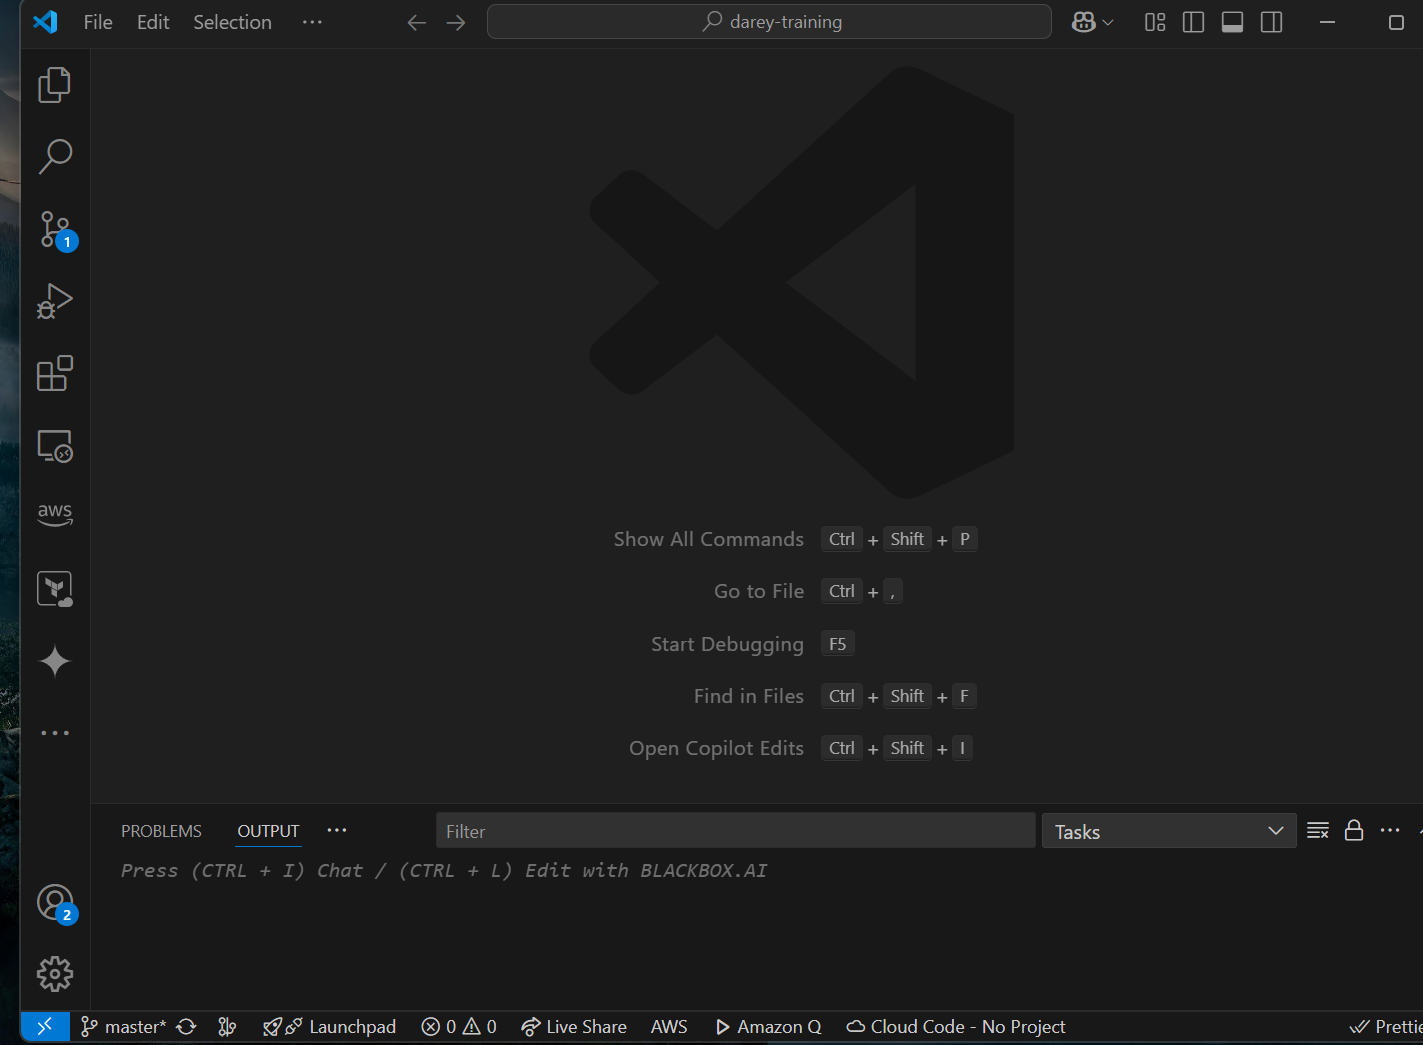 File Edit Selection ··· darey-training
1
aws
2
Show All Commands Ctrl + Shift + P
Go to File Ctrl + ,
Start Debugging F5
Find in Files Ctrl + Shift + F
Open Copilot Edits Ctrl + Shift + I
PROBLEMS OUTPUT ··· Filter Tasks ···
Press (CTRL + I) Chat / (CTRL + L) Edit with BLACKBOX.AI
master* Launchpad 0 0 Live Share AWS Amazon Q Cloud Code - No Project Prettie